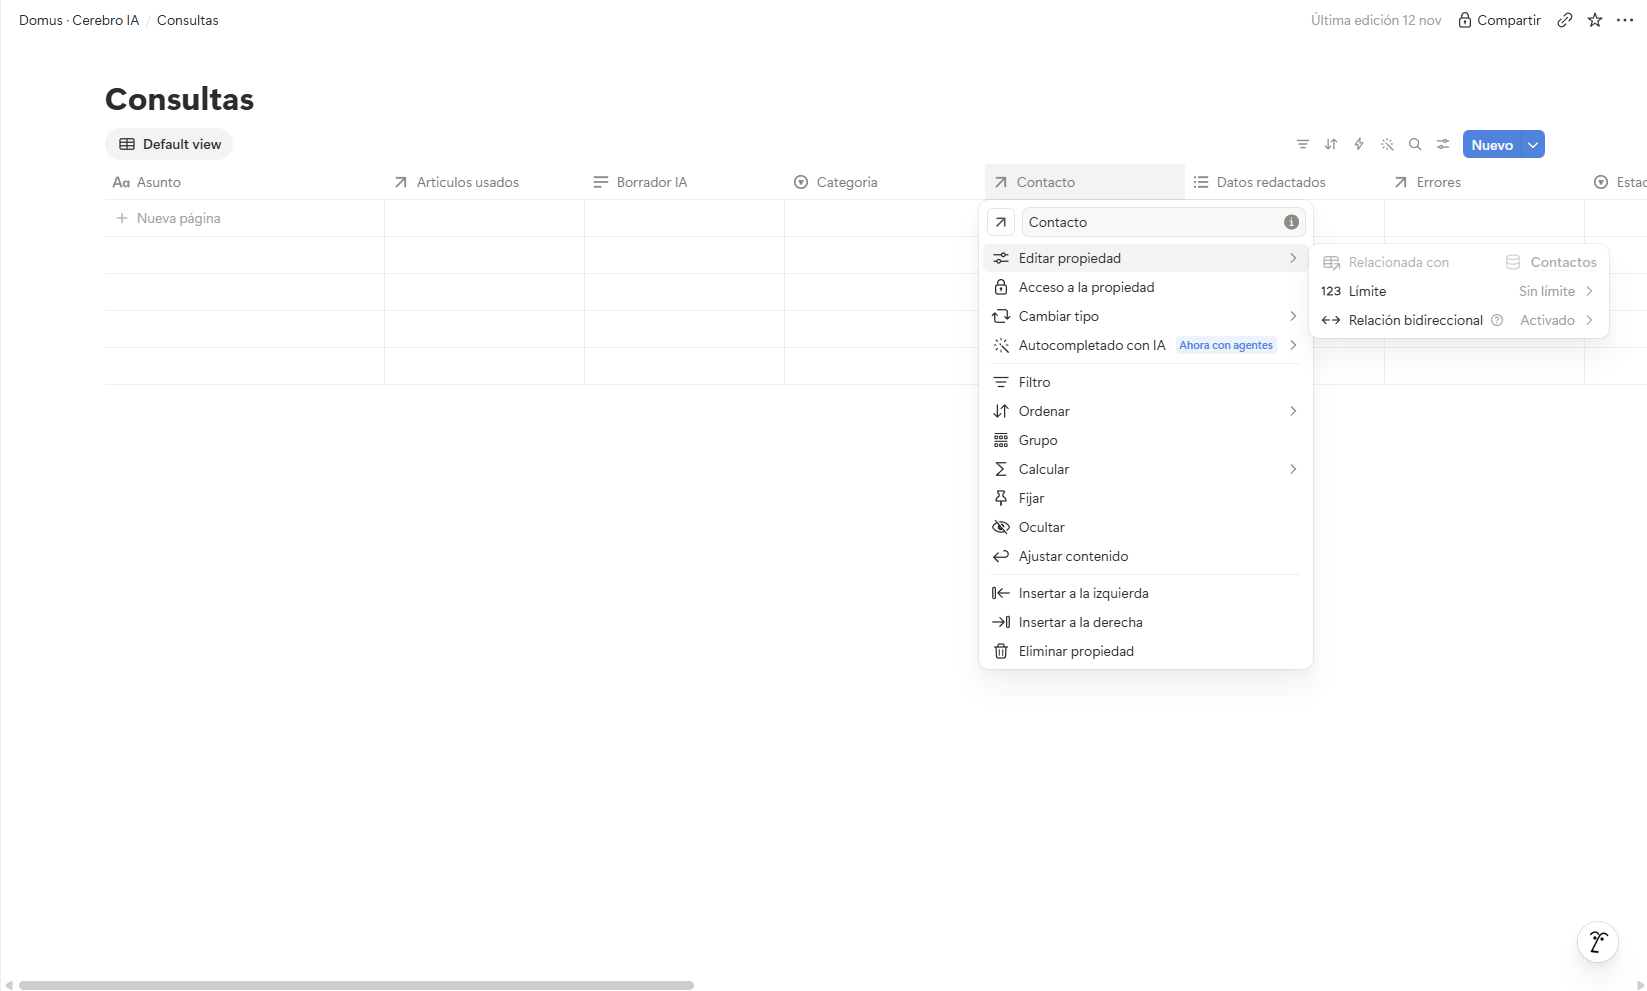 Domus · Cerebro IA / Consultas
Última edición 12 nov
Compartir
Consultas
Default view
Nuevo
Aa Asunto
Articulos usados
Borrador IA
Categoria
Contacto
Datos redactados
Errores
Estad
+ Nueva página
Contacto
Editar propiedad
Acceso a la propiedad
Cambiar tipo
Autocompletado con IA Ahora con agentes
Filtro
Ordenar
Grupo
Calcular
Fijar
Ocultar
Ajustar contenido
Insertar a la izquierda
Insertar a la derecha
Eliminar propiedad
Relacionada con Contactos
123 Límite Sin límite
Relación bidireccional Activado